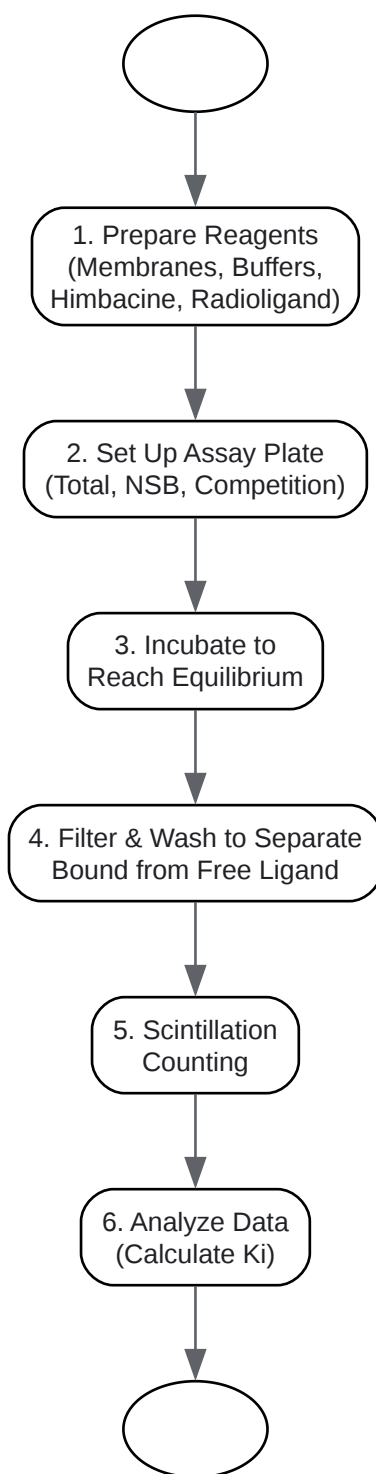 1. Prepare Reagents
(Membranes, Buffers,
Himbacine, Radioligand)
2. Set Up Assay Plate
(Total, NSB, Competition)
3. Incubate to
Reach Equilibrium
4. Filter & Wash to Separate
Bound from Free Ligand
5. Scintillation
Counting
6. Analyze Data
(Calculate Ki)